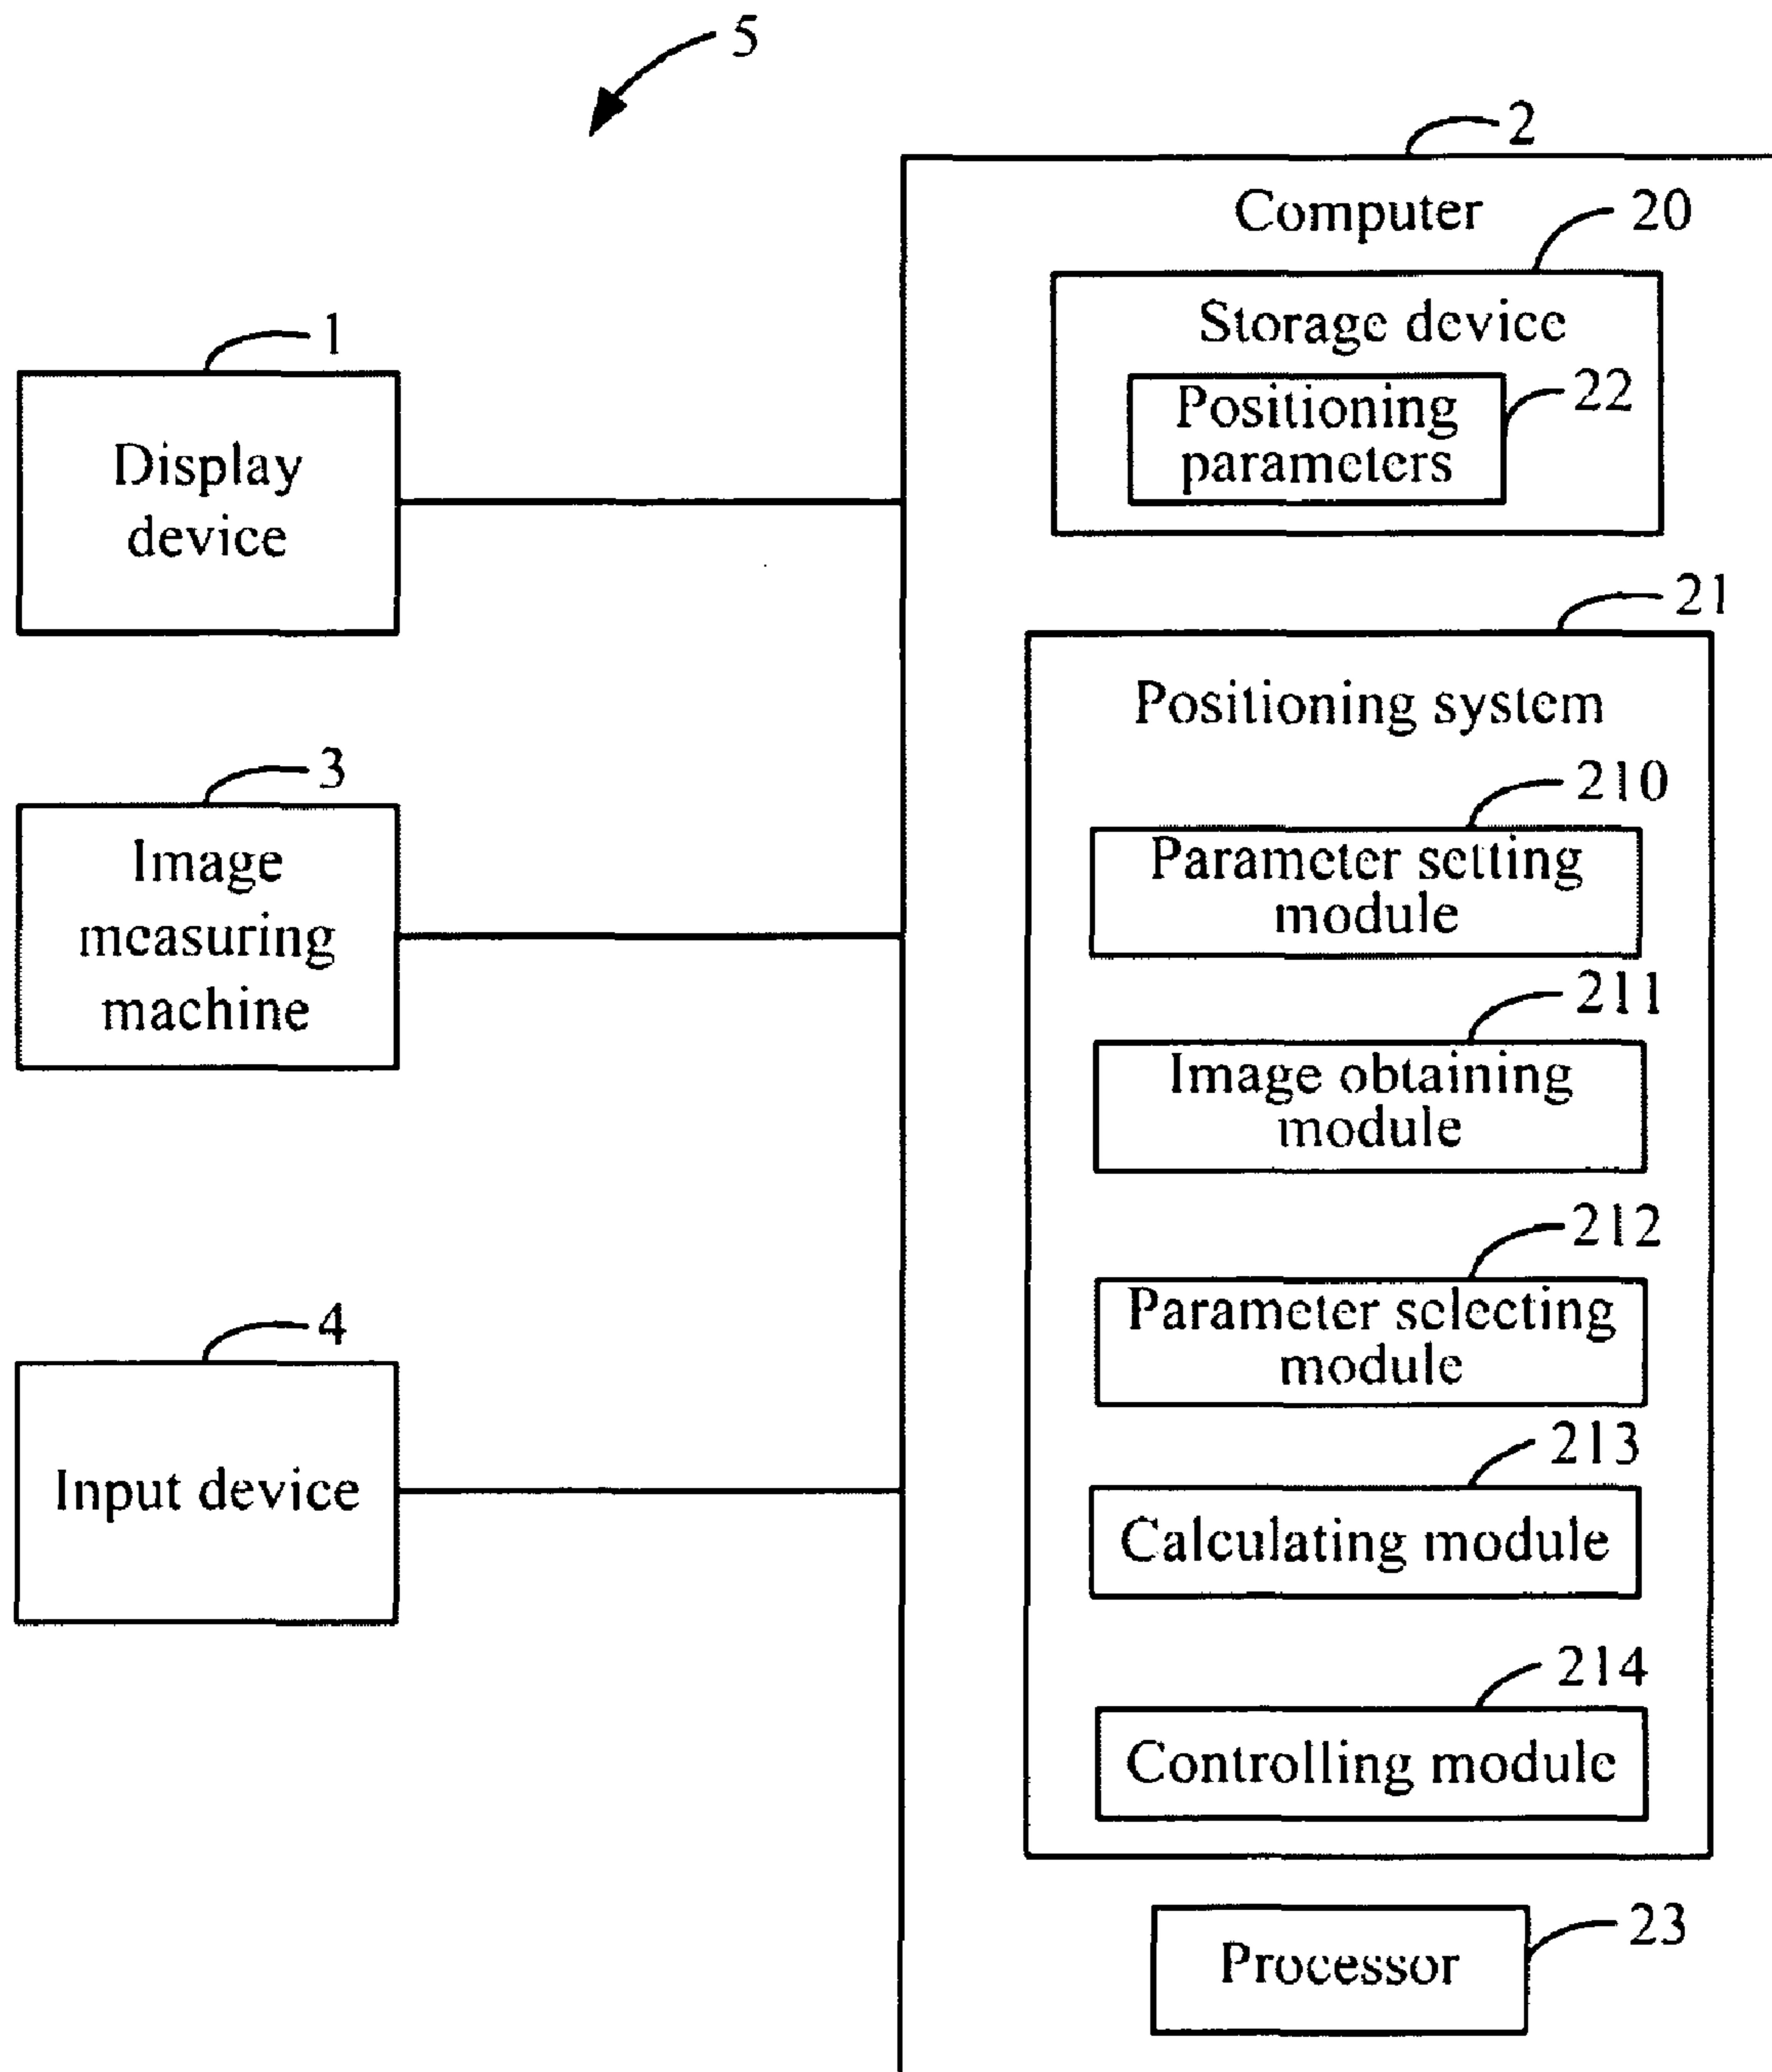 5
2
Computer
20
Storage device
22
Positioning
parameters
1
Display
device
21
Positioning system
3
Image
measuring
machine
210
Parameter setting
module
211
Image obtaining
module
212
Parameter selecting
module
4
Input device
213
Calculating module
214
Controlling module
23
Processor